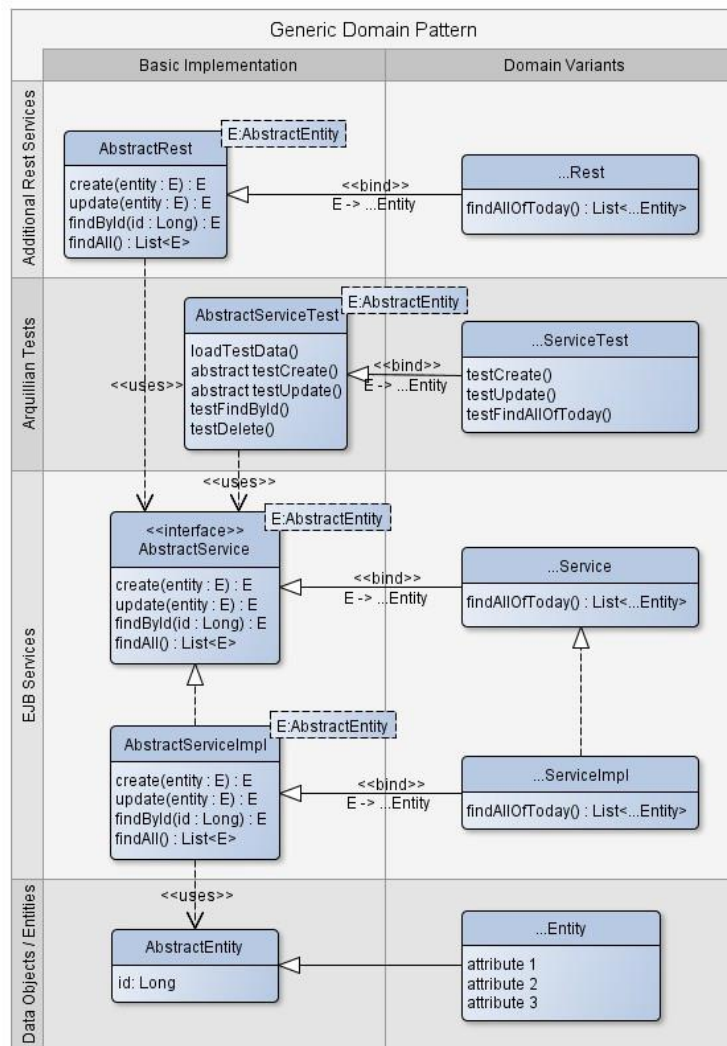 Generic Domain Pattern
Basic Implementation
Domain Variants
Additional Rest Services
E:AbstractEntity
AbstractRest
create(entity : E) : E
update(entity : E) : E
findById(id : Long) : E
findAll() : List<E>
<<bind>>
E -> ...Entity
...Rest
findAllOfToday() : List<...Entity>
Arquillian Tests
E:AbstractEntity
AbstractServiceTest
loadTestData()
abstract testCreate()
abstract testUpdate()
testFindById()
testDelete()
<<uses>>
<<bind>>
E -> ...Entity
...ServiceTest
testCreate()
testUpdate()
testFindAllOfToday()
<<uses>>
EJB Services
E:AbstractEntity
<<interface>>
AbstractService
create(entity : E) : E
update(entity : E) : E
findById(id : Long) : E
findAll() : List<E>
<<bind>>
E -> ...Entity
...Service
findAllOfToday() : List<...Entity>
E:AbstractEntity
AbstractServiceImpl
create(entity : E) : E
update(entity : E) : E
findById(id : Long) : E
findAll() : List<E>
<<bind>>
E -> ...Entity
...ServiceImpl
findAllOfToday() : List<...Entity>
<<uses>>
Data Objects / Entities
AbstractEntity
id: Long
...Entity
attribute 1
attribute 2
attribute 3